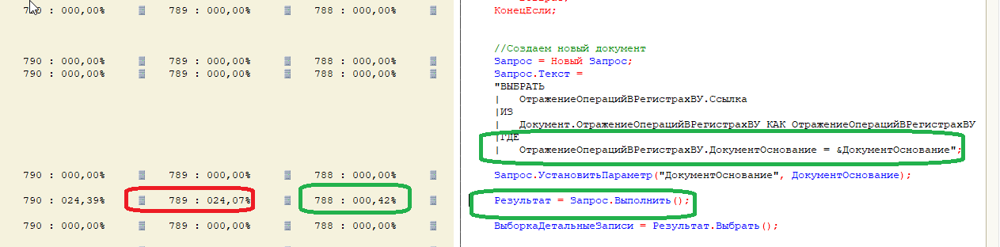 Возврат;
790 : 000,00% 789 : 000,00% 788 : 000,00% КонецЕсли;
//Создаем новый документ
790 : 000,00% 789 : 000,00% 788 : 000,00% Запрос = Новый Запрос;
790 : 000,00% 789 : 000,00% 788 : 000,00% Запрос.Текст =
"ВЫБРАТЬ
| ОтражениеОперацийВРегистрахВУ.Ссылка
|ИЗ
| Документ.ОтражениеОперацийВРегистрахВУ КАК ОтражениеОперацийВРегистрахВУ
|ГДЕ
| ОтражениеОперацийВРегистрахВУ.ДокументОснование = &ДокументОснование";
790 : 000,00% 789 : 000,00% 788 : 000,00% Запрос.УстановитьПараметр("ДокументОснование", ДокументОснование);
790 : 024,39% 789 : 024,07% 788 : 000,42% Результат = Запрос.Выполнить();
790 : 000,00% 789 : 000,00% 788 : 000,00% ВыборкаДетальныеЗаписи = Результат.Выбрать();